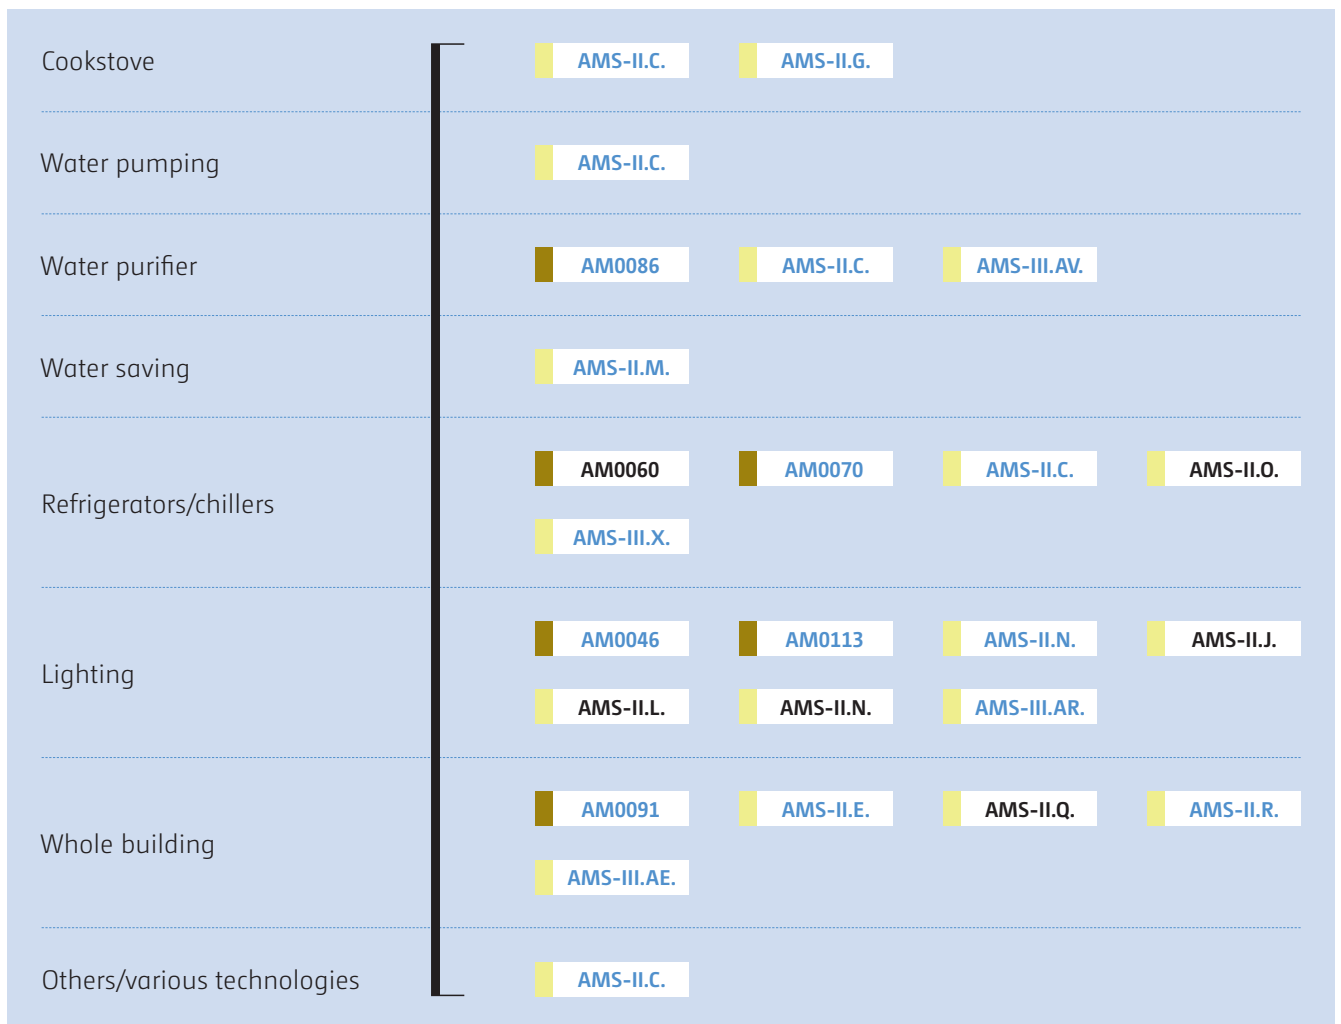 Cookstove
AMS-II.C. AMS-II.G.
Water pumping
AMS-II.C.
Water purifier
AM0086 AMS-II.C. AMS-III.AV.
Water saving
AMS-II.M.
Refrigerators/chillers
AM0060 AM0070 AMS-II.C. AMS-II.O.
AMS-III.X.
Lighting
AM0046 AM0113 AMS-II.N. AMS-II.J.
AMS-II.L. AMS-II.N. AMS-III.AR.
Whole building
AM0091 AMS-II.E. AMS-II.Q. AMS-II.R.
AMS-III.AE.
Others/various technologies
AMS-II.C.